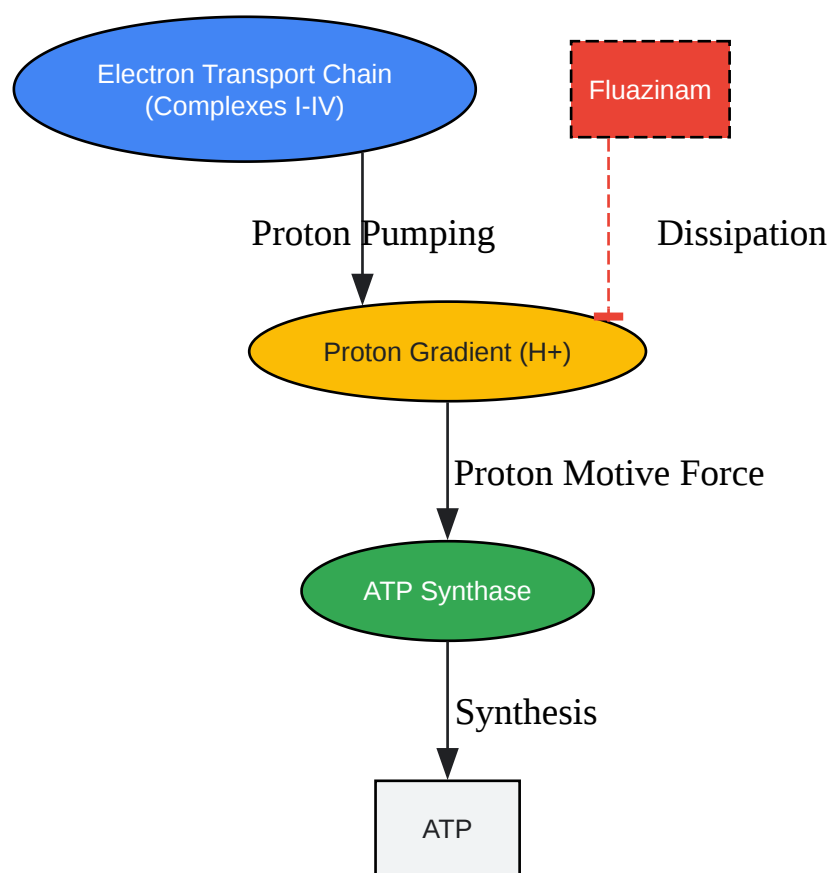 Electron Transport Chain
(Complexes I-IV)
Fluazinam
Proton Pumping
Dissipation
Proton Gradient (H+)
Proton Motive Force
ATP Synthase
Synthesis
ATP